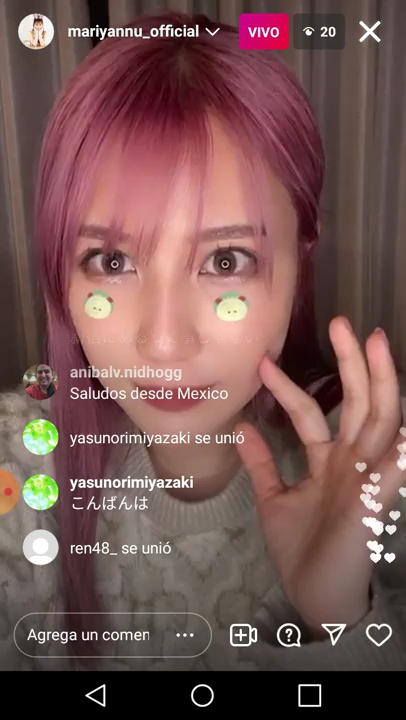 mariyannu_official
VIVO
20
anibalv.nidhogg
Saludos desde Mexico
yasunorimiyazaki se unió
yasunorimiyazaki
こんばんは
ren48_ se unió
Agrega un comen